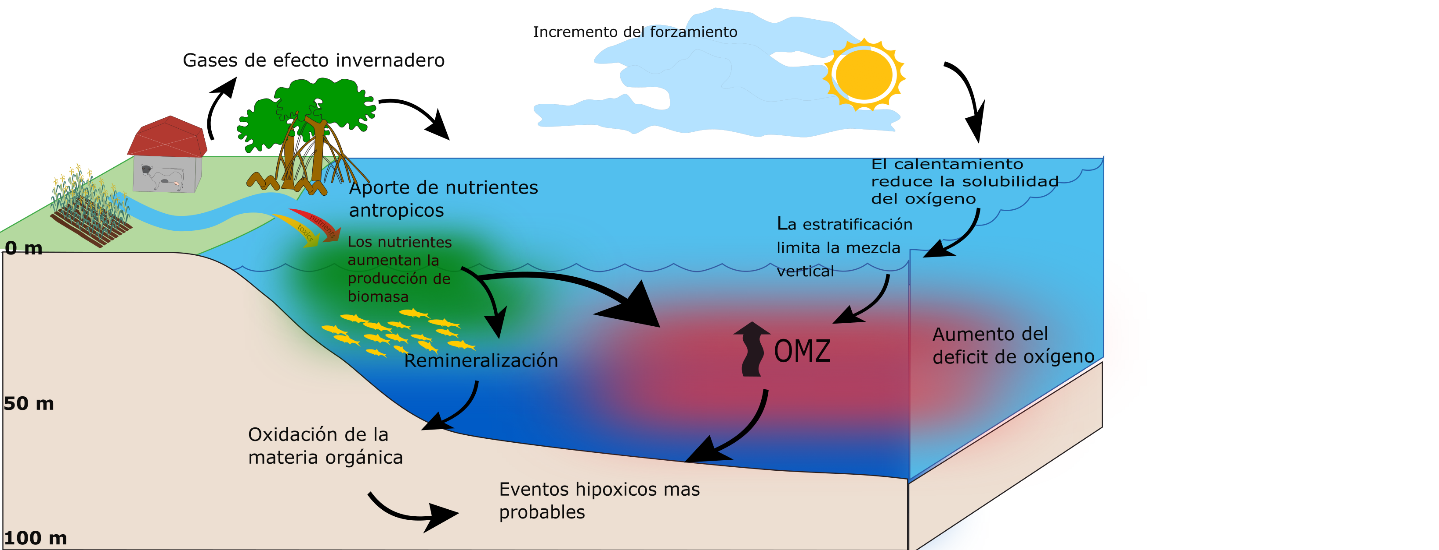 Incremento del forzamiento
Gases de efecto invernadero
El calentamiento
reduce la solubilidad
del oxígeno
Aporte de nutrientes
antropicos
La estratificación
limita la mezcla
vertical
Los nutrientes
aumentan la
producción de
biomasa
0 m
Aumento del
deficit de oxígeno
OMZ
Remineralización
50 m
Oxidación de la
materia orgánica
Eventos hipoxicos mas
probables
100 m